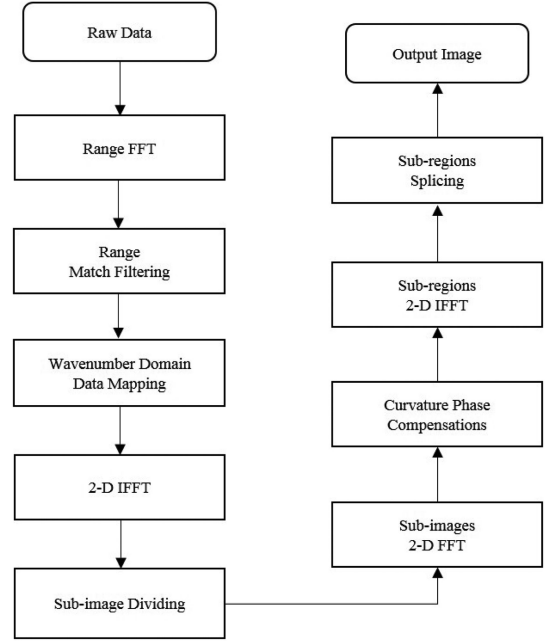 Raw Data
Range FFT
Range
Match Filtering
Wavenumber Domain
Data Mapping
2-D IFFT
Sub-image Dividing
Sub-images
2-D FFT
Curvature Phase
Compensations
Sub-regions
2-D IFFT
Sub-regions
Splicing
Output Image